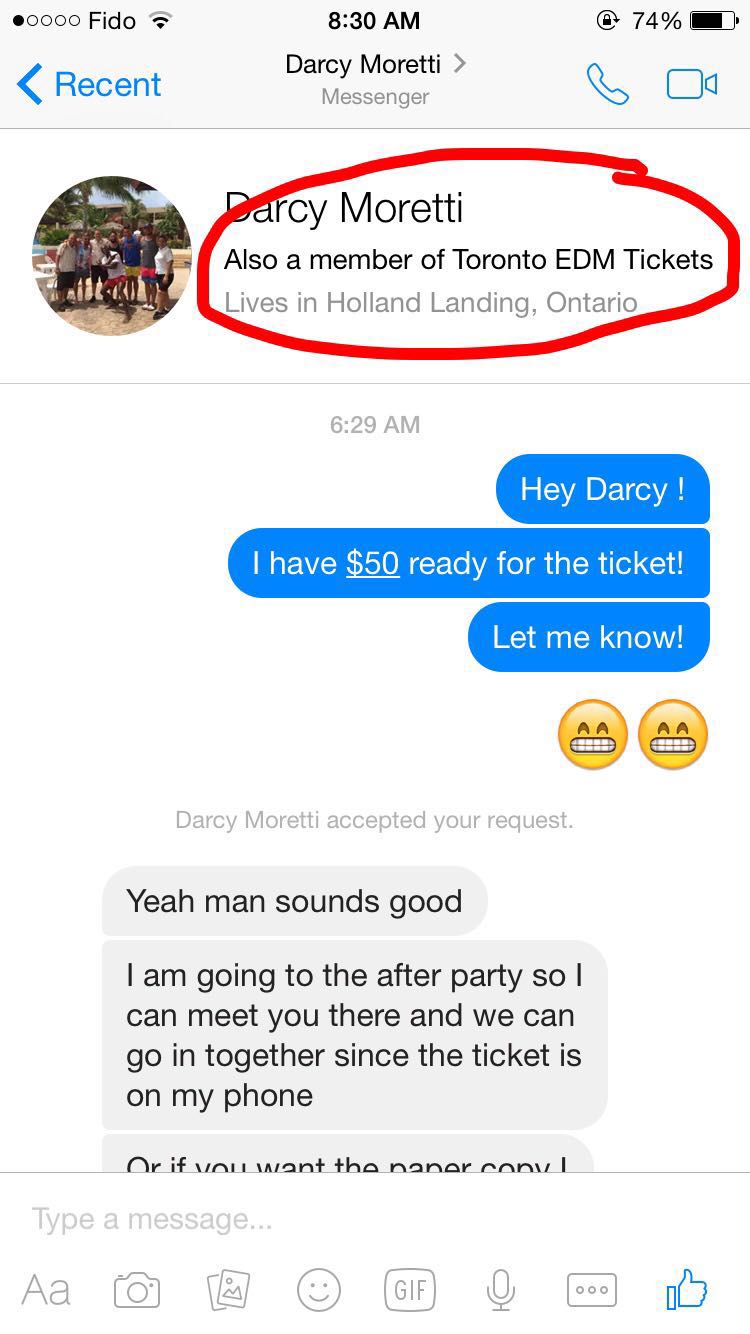 Fido 8:30 AM 74%
Recent Darcy Moretti
Messenger
Darcy Moretti
Also a member of Toronto EDM Tickets
Lives in Holland Landing, Ontario
6:29 AM
Hey Darcy !
I have $50 ready for the ticket!
Let me know!
Darcy Moretti accepted your request.
Yeah man sounds good
I am going to the after party so I
can meet you there and we can
go in together since the ticket is
on my phone
Or if you want the paper copy I
Type a message...
Aa GIF